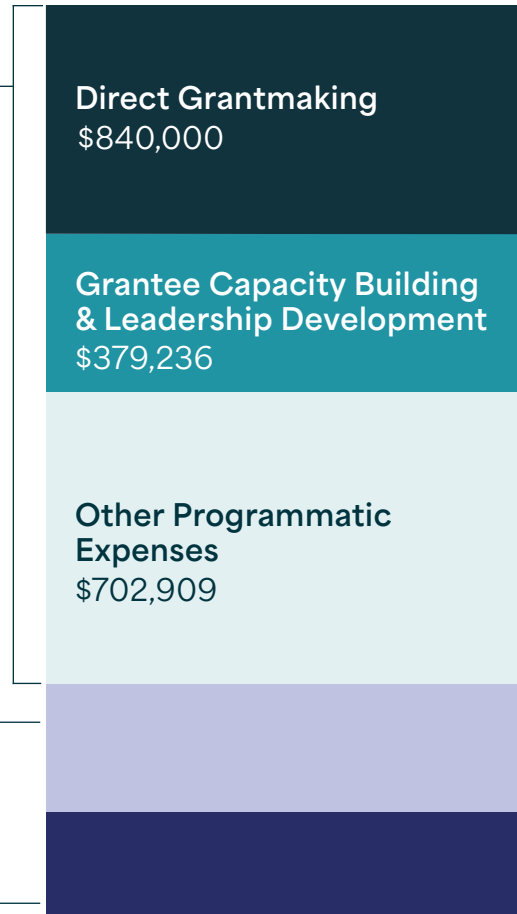 Direct Grantmaking
$840,000
Grantee Capacity Building
& Leadership Development
$379,236
Other Programmatic
Expenses
$702,909